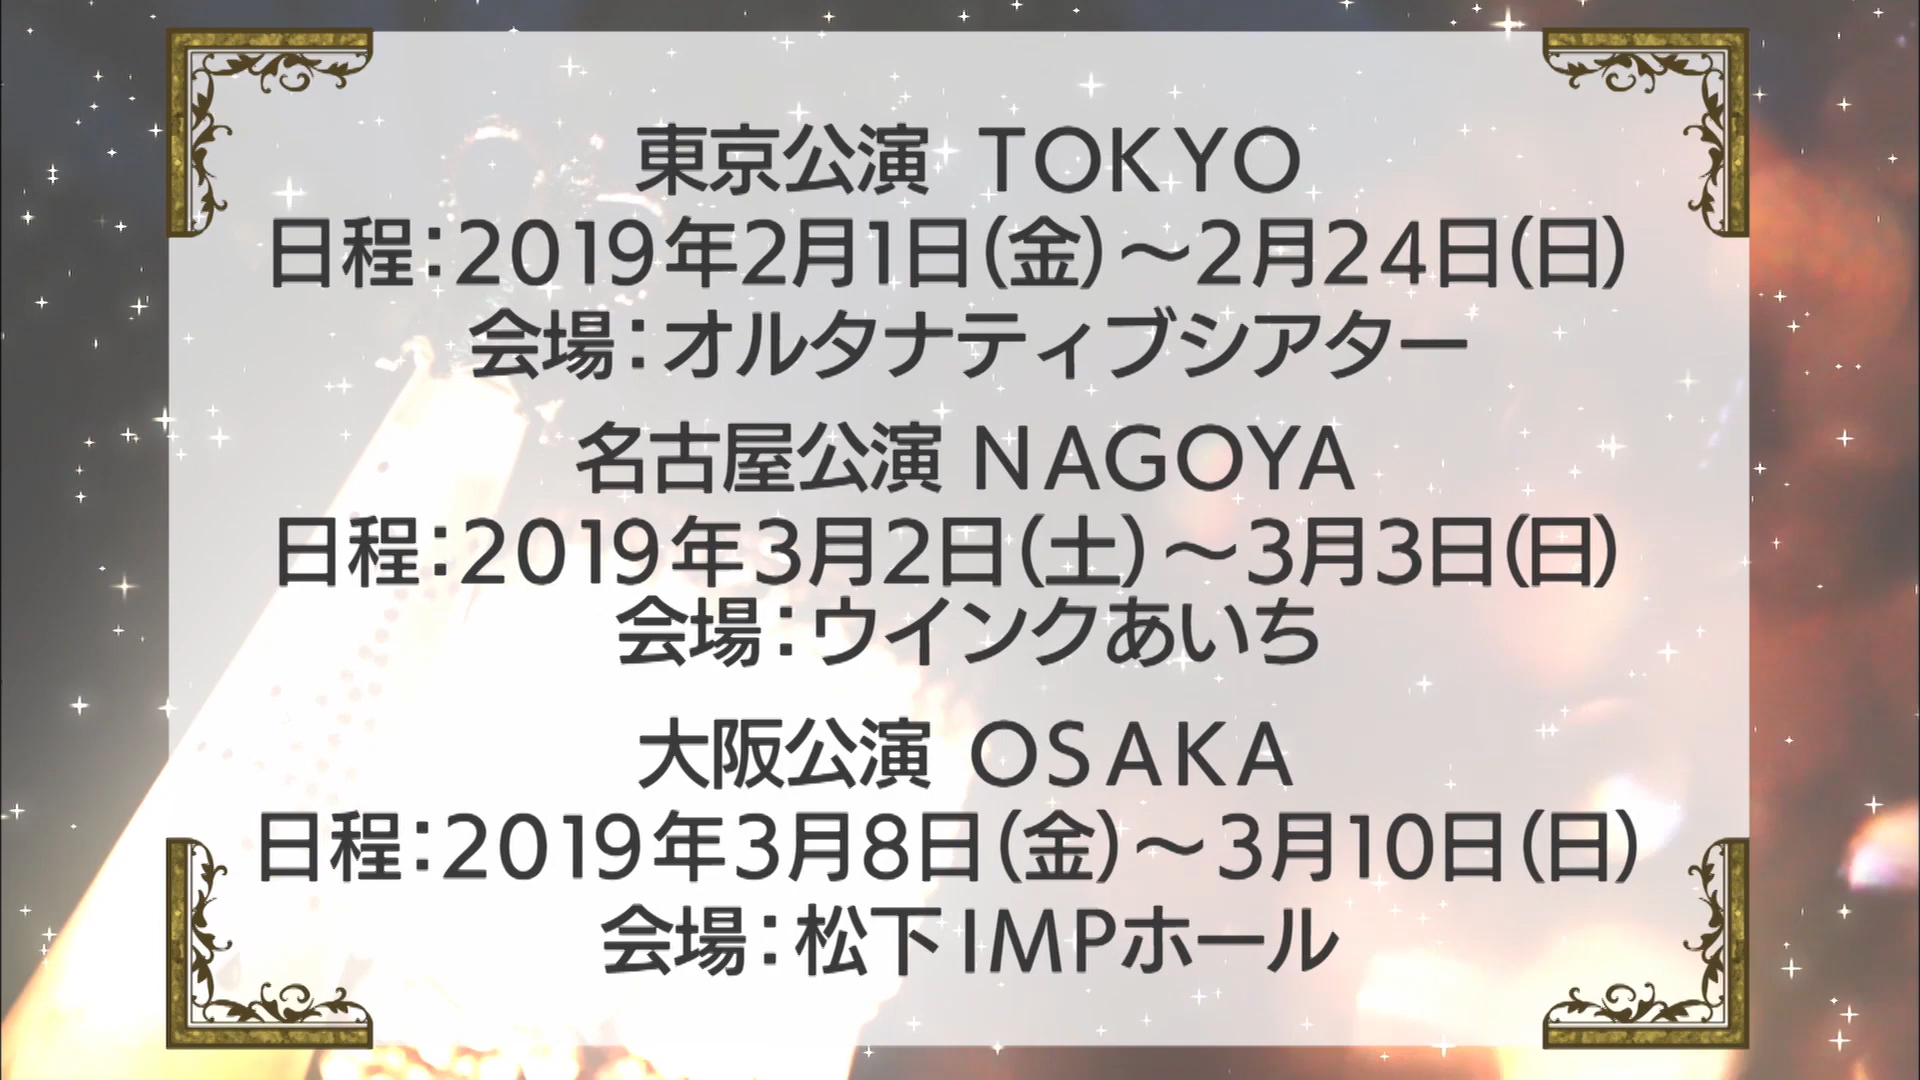 東京公演 TOKYO
日程:2019年2月1日(金)～2月24日(日)
会場:オルタナティブシアター
名古屋公演 NAGOYA
日程:2019年3月2日(土)～3月3日(日)
会場:ウインクあいち
大阪公演 OSAKA
日程:2019年3月8日(金)～3月10日(日)
会場:松下IMPホール